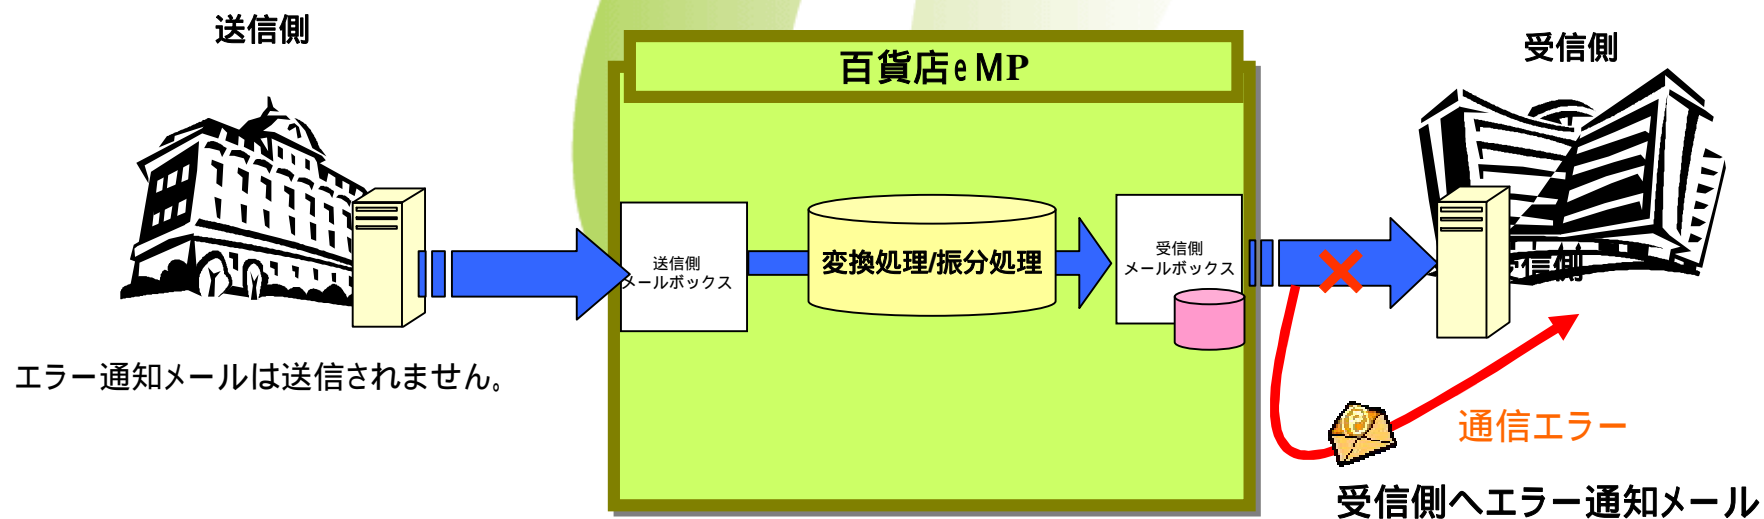 送信側
受信側
百貨店eMP
送信側
メールボックス
変換処理/振分処理
受信側
メールボックス
受信側
エラー通知メールは送信されません。
通信エラー
受信側へエラー通知メール